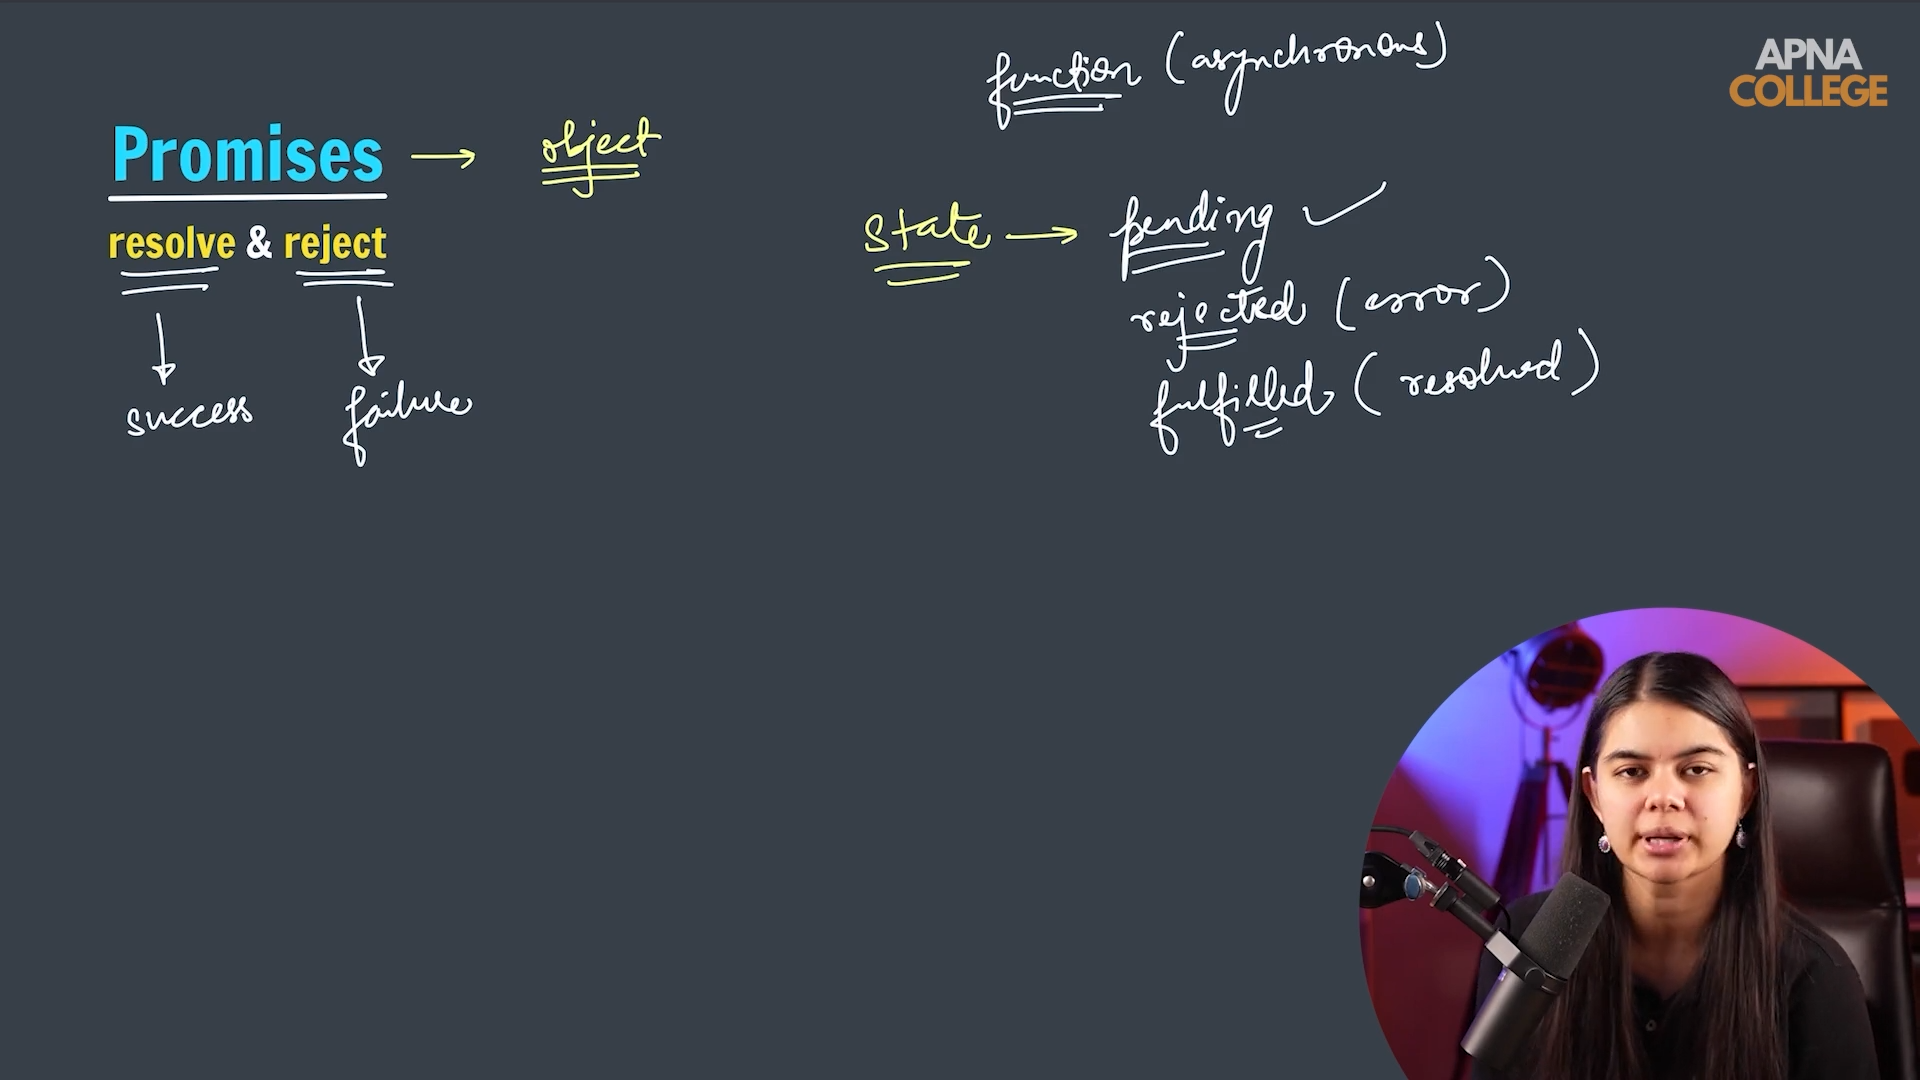 function (asynchronous)
APNA
COLLEGE
Promises → object
resolve & reject
success failure
state → pending ✓
rejected (error)
fulfilled (resolved)